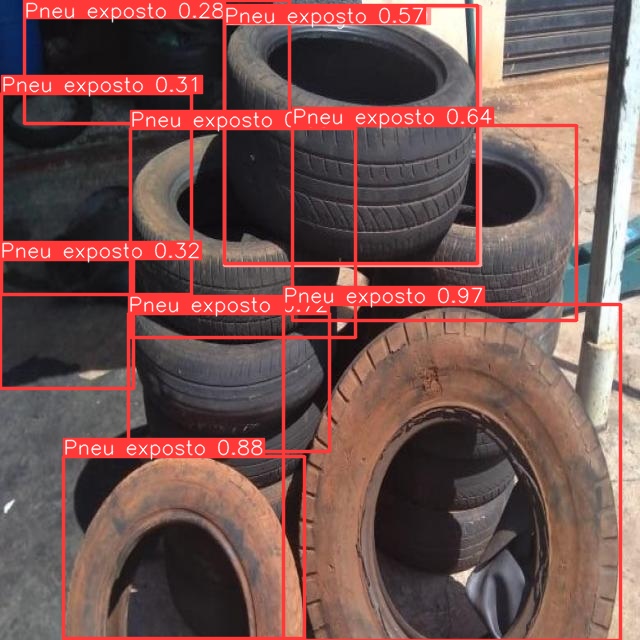 Pneu exposto 0.28
Pneu exposto 0.57
Pneu exposto 0.31
Pneu exposto
Pneu exposto 0.64
Pneu exposto 0.32
Pneu exposto
Pneu exposto 0.97
Pneu exposto 0.88